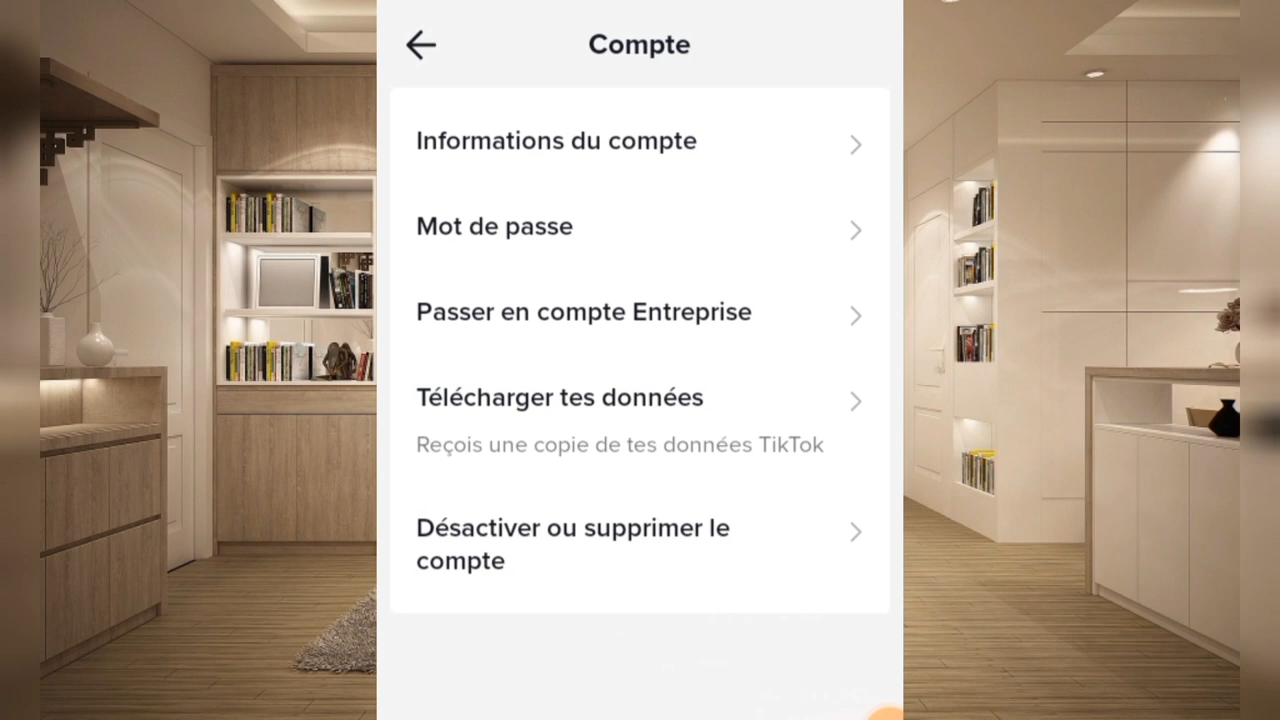 Compte
Informations du compte
Mot de passe
Passer en compte Entreprise
Télécharger tes données
Reçois une copie de tes données TikTok
Désactiver ou supprimer le
compte